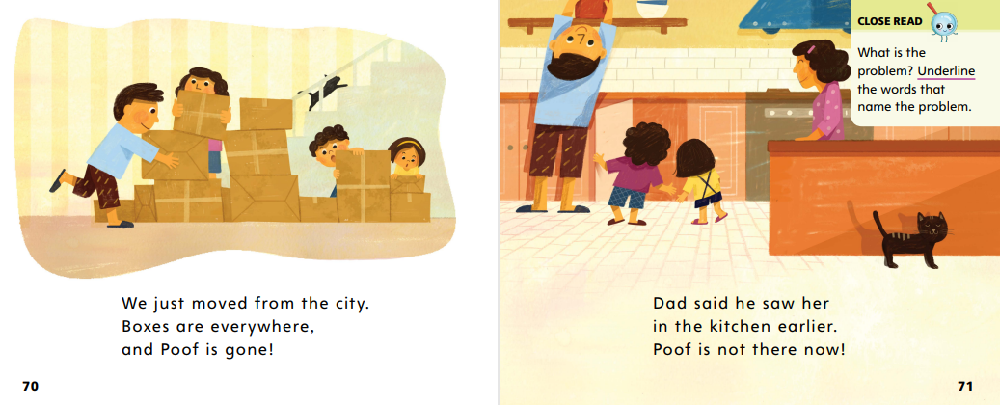 We just moved from the city.
Boxes are everywhere,
and Poof is gone!
70
CLOSE READ
What is the
problem? Underline
the words that
name the problem.
Dad said he saw her
in the kitchen earlier.
Poof is not there now!
71